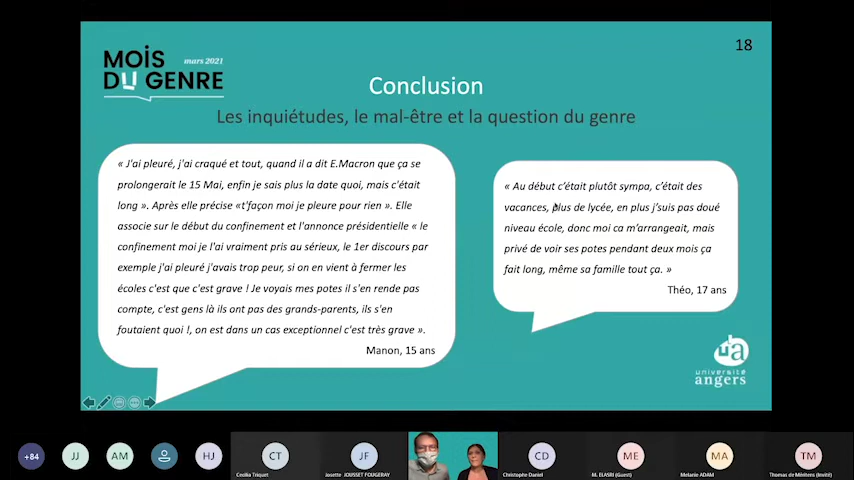 18
MOIS
mars 2021
DU GENRE
Conclusion
Les inquiétudes, le mal-être et la question du genre
« J'ai pleuré, j'ai craqué et tout, quand il a dit E.Macron que ça se
prolongerait le 15 Mai, enfin je sais plus la date quoi, mais c'était
long ». Après elle précise «t'façon moi je pleure pour rien ». Elle
associe sur le début du confinement et l'annonce présidentielle « le
confinement moi je l'ai vraiment pris au sérieux, le 1er discours par
exemple j'ai pleuré j'avais trop peur, si on en vient à fermer les
écoles c'est que c'est grave ! Je voyais mes potes il s'en rende pas
compte, c'est gens là ils ont pas des grands-parents, ils s'en
foutaient quoi !, on est dans un cas exceptionnel c'est très grave ».
Manon, 15 ans
« Au début c'était plutôt sympa, c'était des
vacances, plus de lycée, en plus j'suis pas doué
niveau école, donc moi ca m'arrangeait, mais
privé de voir ses potes pendant deux mois ça
fait long, même sa famille tout ça. »
Théo, 17 ans
ua
université
angers
+84
JJ
AM
HJ
CT
JF
CD
ME
MA
TM
Cecilia Triquet
Josette JOUSSET FOUGERAY
Christophe Daniel
M. ELASRI (Guest)
Melanie ADAM
Thomas de Méritens (Invité)